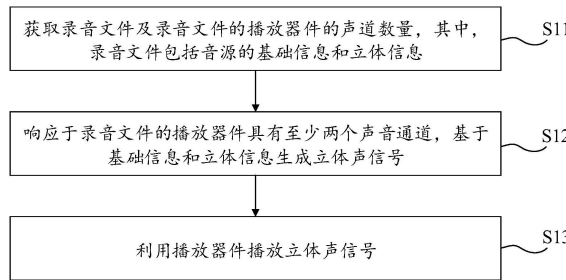 获取录音文件及录音文件的播放器件的声道数量，其中，
录音文件包括音源的基础信息和立体信息
S11
响应于录音文件的播放器件具有至少两个声音通道，基于
基础信息和立体信息生成立体声信号
S12
利用播放器件播放立体声信号
S13